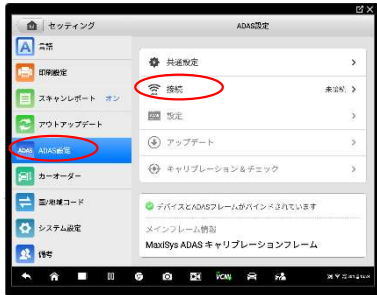 セッティング
ADAS設定
言語
印刷設定
スキャンレポート オン
アウトアップデート
ADAS ADAS設定
カーオーダー
国/地域コード
システム設定
備考
共通設定
接続
設定
アップデート
キャリブレーション&チェック
デバイスとADASフレームがバインドされています
メインフレーム情報
MaxiSys ADAS キャリブレーションフレーム
VCMI